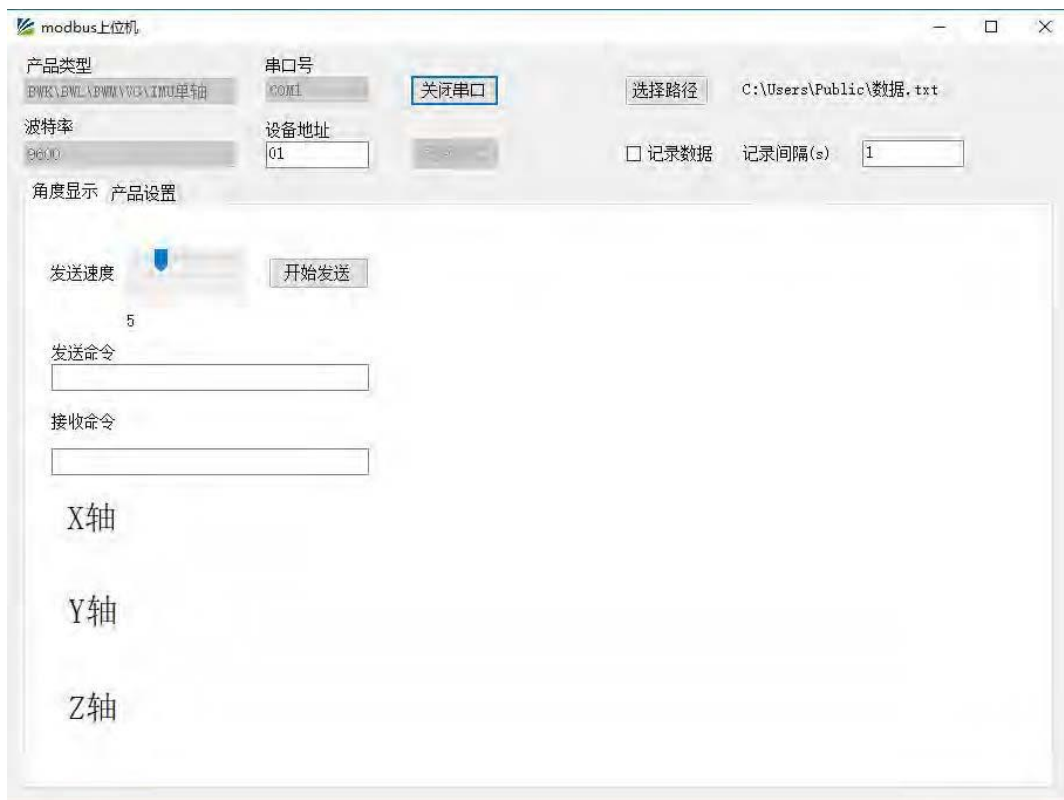 modbus上位机
产品类型
串口号
BWK\BWL\BWM\VG\IMU单轴
COM1
关闭串口
选择路径
C:\Users\Public\数据.txt
波特率
设备地址
9600
01
记录数据
记录间隔(s)
1
角度显示
产品设置
发送速度
开始发送
5
发送命令
接收命令
X轴
Y轴
Z轴